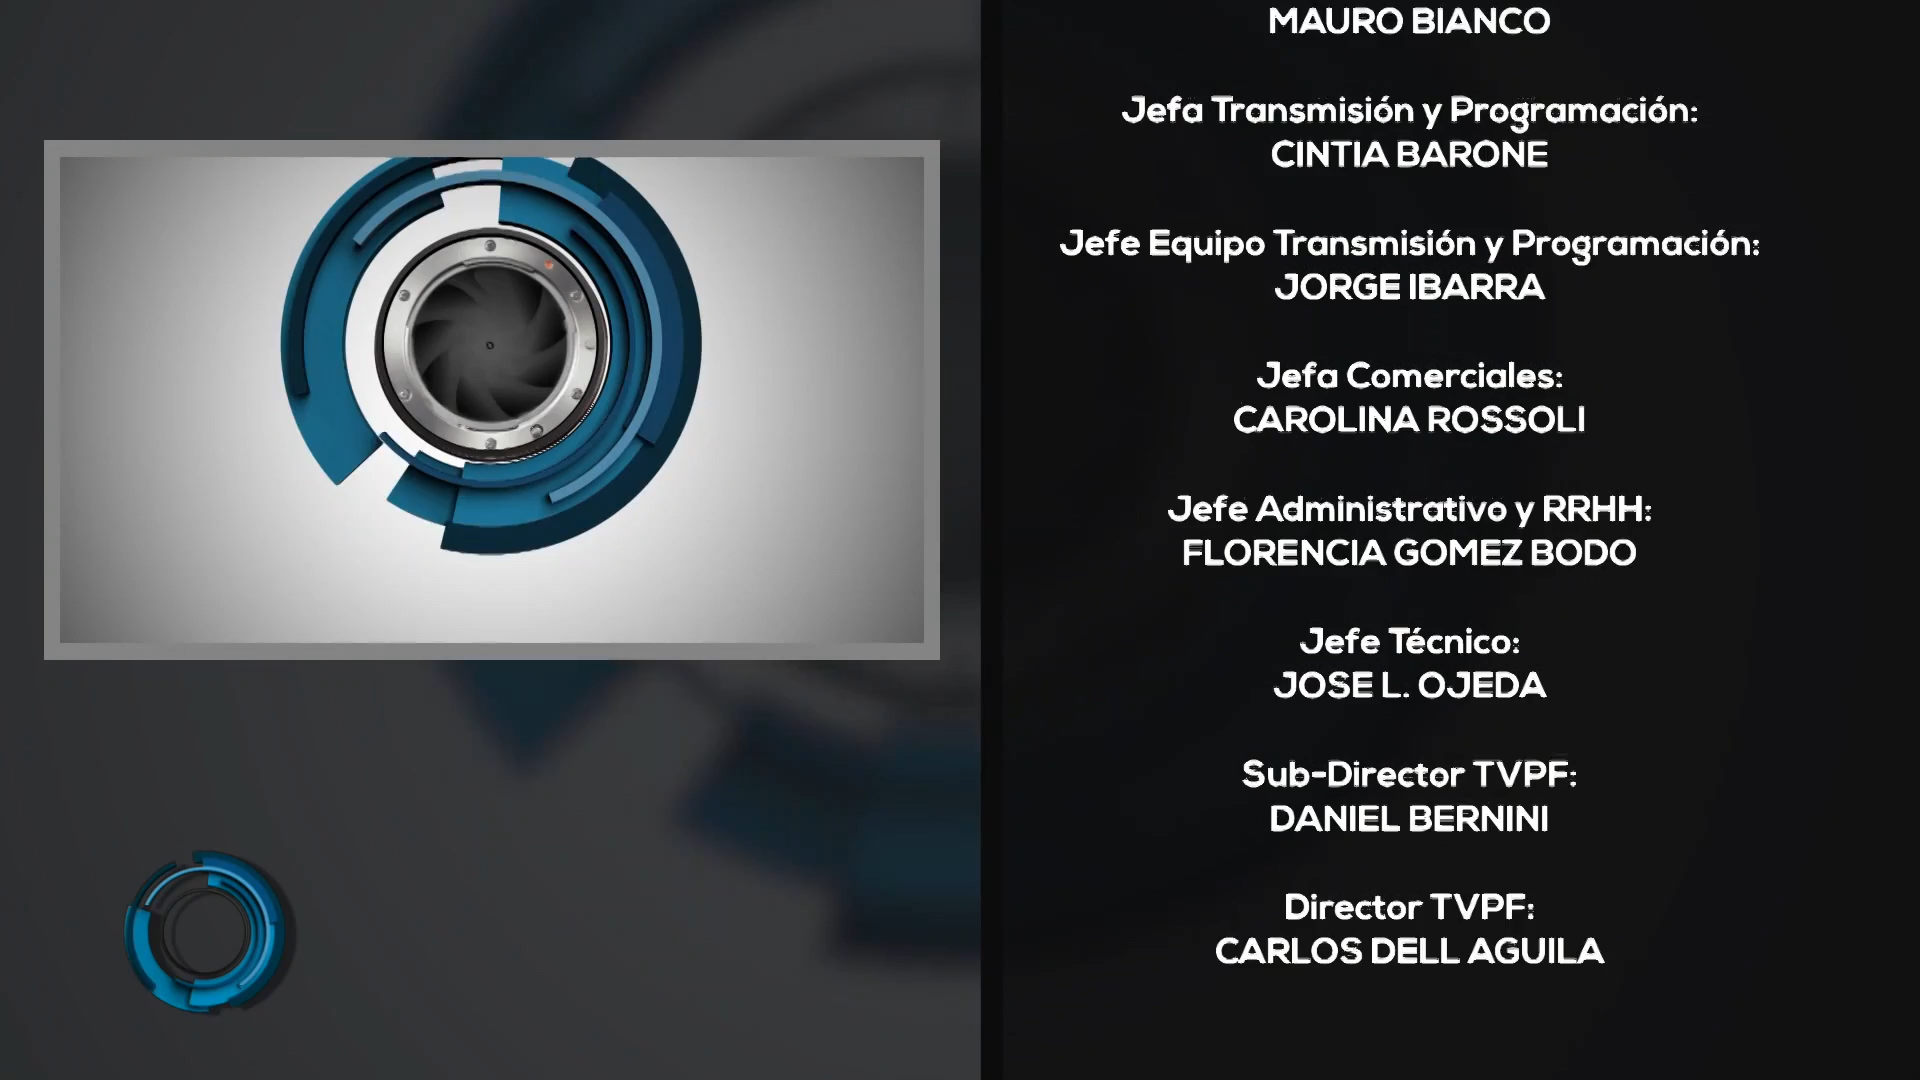 MAURO BIANCO
Jefa Transmisión y Programación:
CINTIA BARONE
Jefe Equipo Transmisión y Programación:
JORGE IBARRA
Jefa Comerciales:
CAROLINA ROSSOLI
Jefe Administrativo y RRHH:
FLORENCIA GOMEZ BODO
Jefe Técnico:
JOSE L. OJEDA
Sub-Director TVPF:
DANIEL BERNINI
Director TVPF:
CARLOS DELL AGUILA